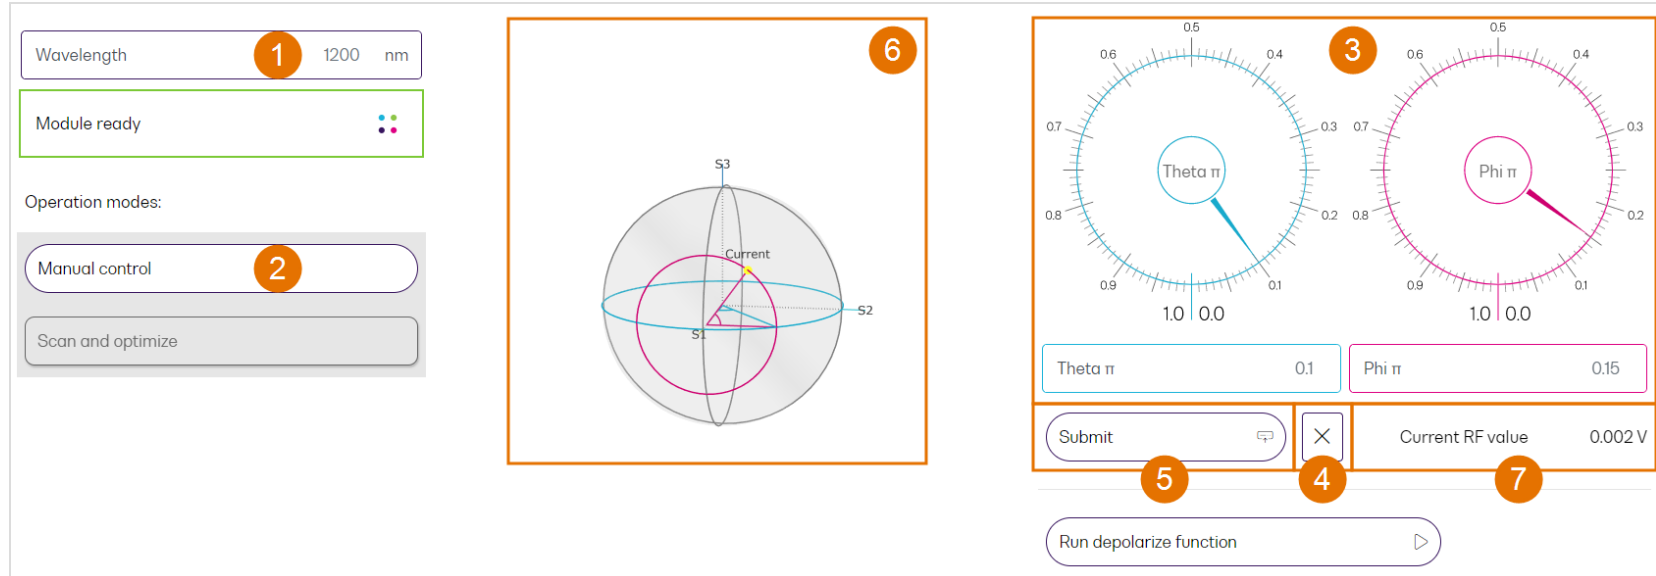 Wavelength 1 1200 nm
Module ready
Operation modes:
Manual control 2
Scan and optimize
6
S3
Current
S2
S1
3
0.5
0.6 0.4
0.7 0.3
Theta π
0.8 0.2
0.9 0.1
1.0 0.0
0.5
0.6 0.4
0.7 0.3
Phi π
0.8 0.2
0.9 0.1
1.0 0.0
Theta π 0.1
Phi π 0.15
Submit
5
4
Current RF value 0.002 V
7
Run depolarize function